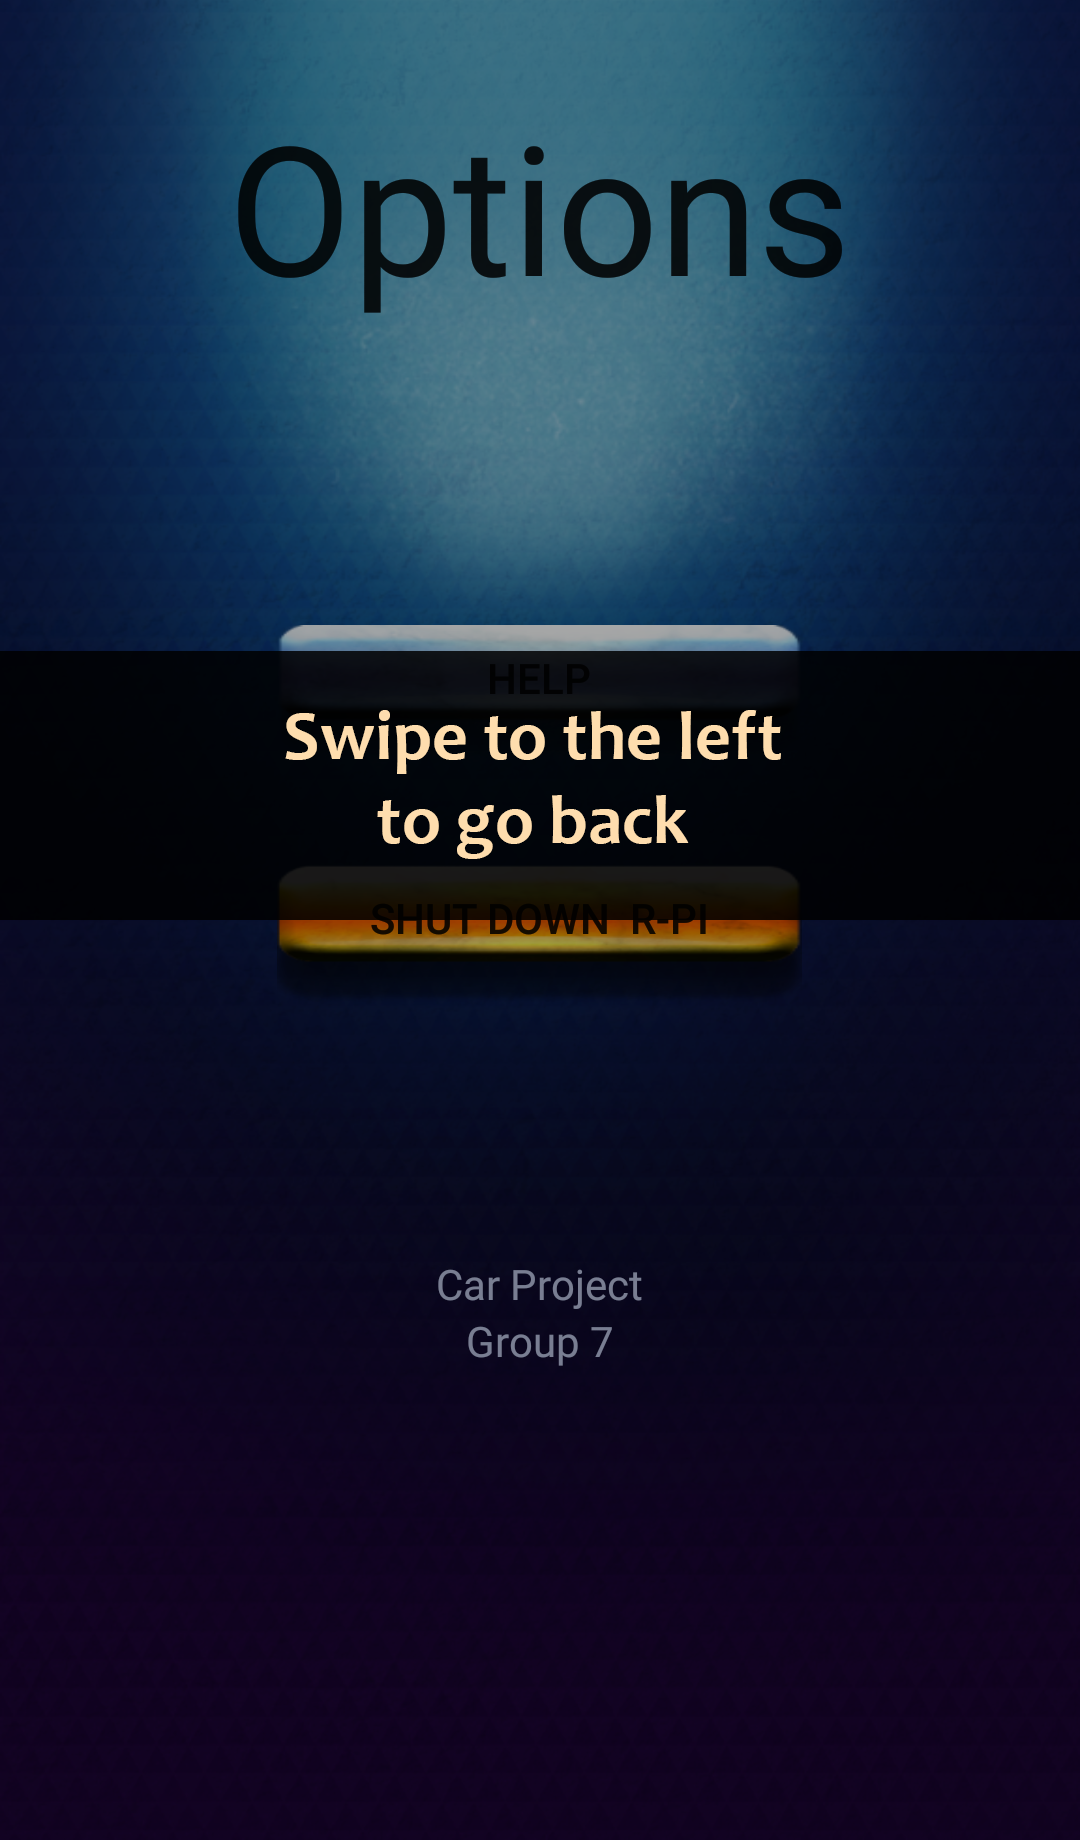 Options
HELP
Swipe to the left
to go back
SHUT DOWN R-PI
Car Project
Group 7